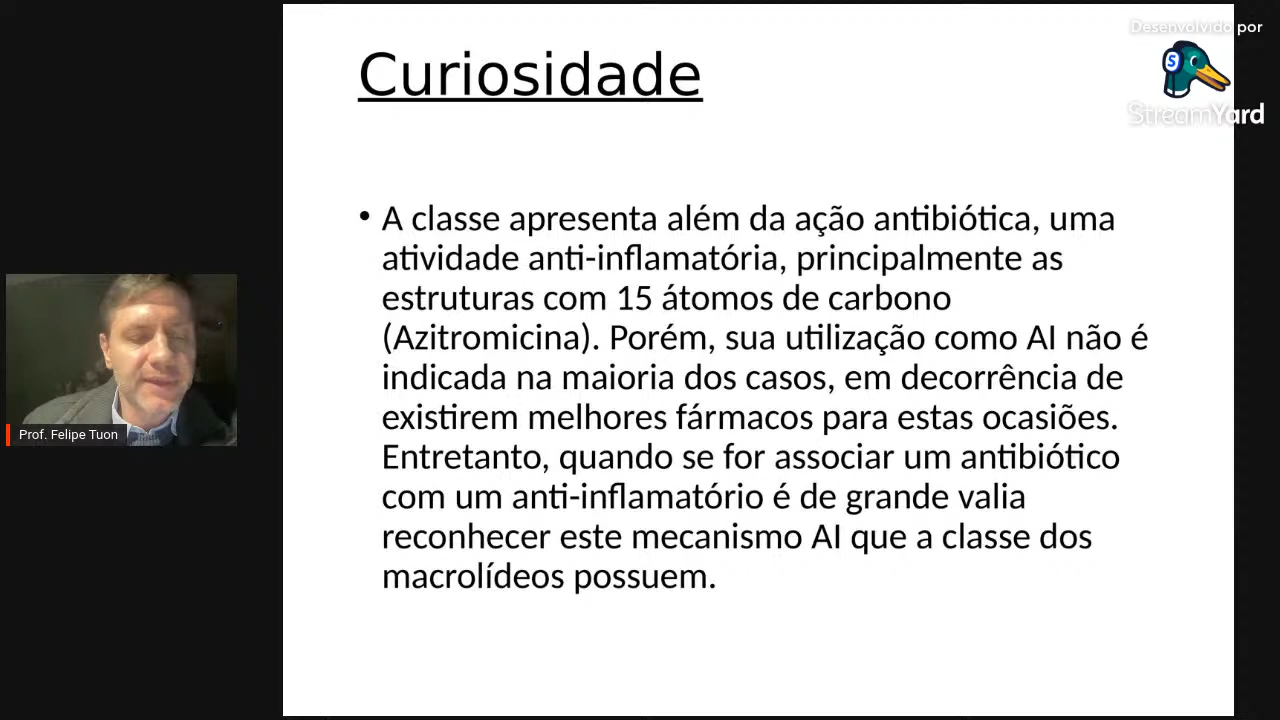 Desenvolvido por
StreamYard
Curiosidade
• A classe apresenta além da ação antibiótica, uma
atividade anti-inflamatória, principalmente as
estruturas com 15 átomos de carbono
(Azitromicina). Porém, sua utilização como AI não é
indicada na maioria dos casos, em decorrência de
existirem melhores fármacos para estas ocasiões.
Entretanto, quando se for associar um antibiótico
com um anti-inflamatório é de grande valia
reconhecer este mecanismo AI que a classe dos
macrolídeos possuem.
Prof. Felipe Tuon